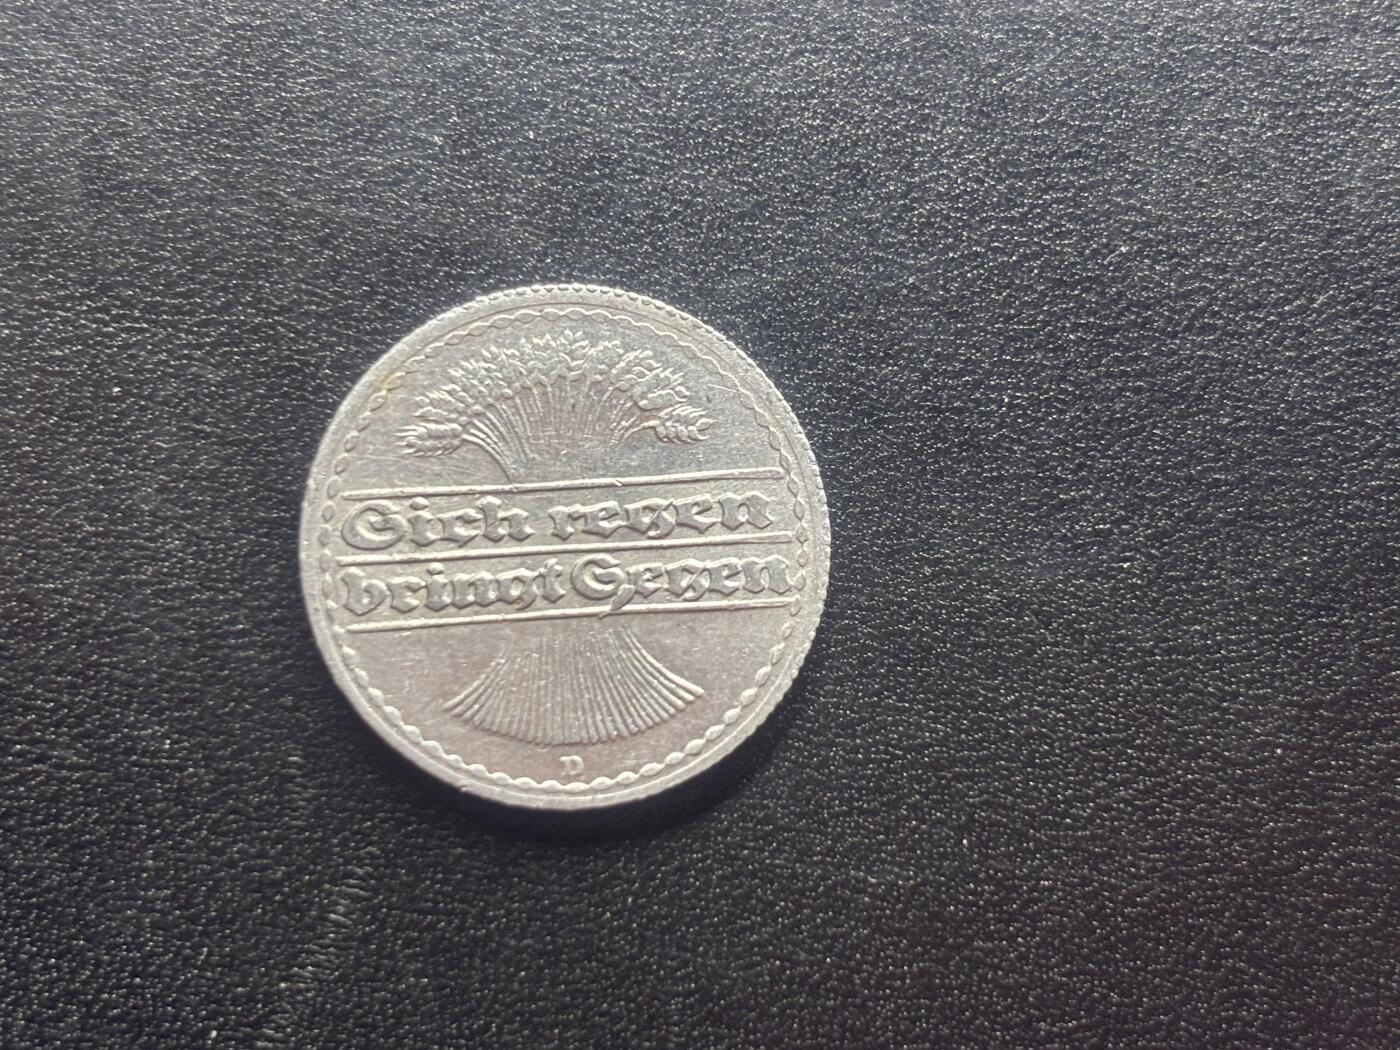 Sich regen
bringt Segen
D